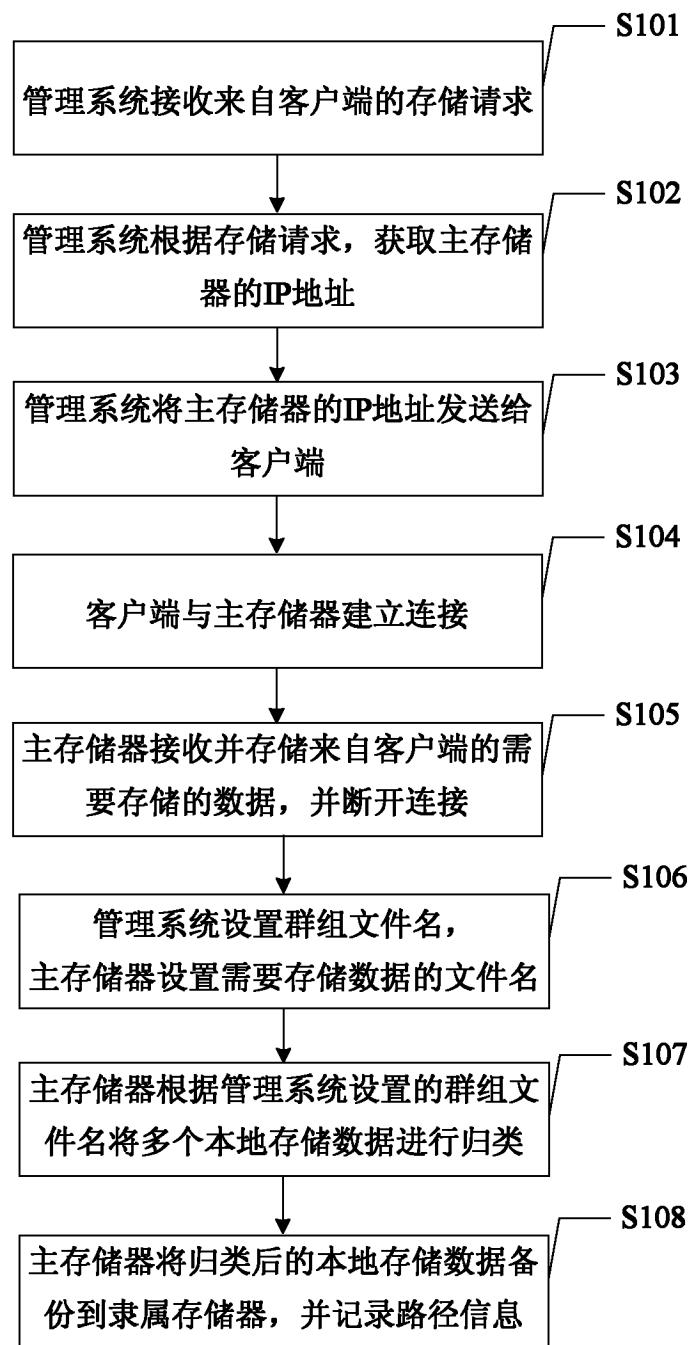 S101
管理系统接收来自客户端的存储请求
S102
管理系统根据存储请求，获取主存储
器的IP地址
S103
管理系统将主存储器的IP地址发送给
客户端
S104
客户端与主存储器建立连接
S105
主存储器接收并存储来自客户端的需
要存储的数据，并断开连接
S106
管理系统设置群组文件名，
主存储器设置需要存储数据的文件名
S107
主存储器根据管理系统设置的群组文
件名将多个本地存储数据进行归类
S108
主存储器将归类后的本地存储数据备
份到隶属存储器，并记录路径信息